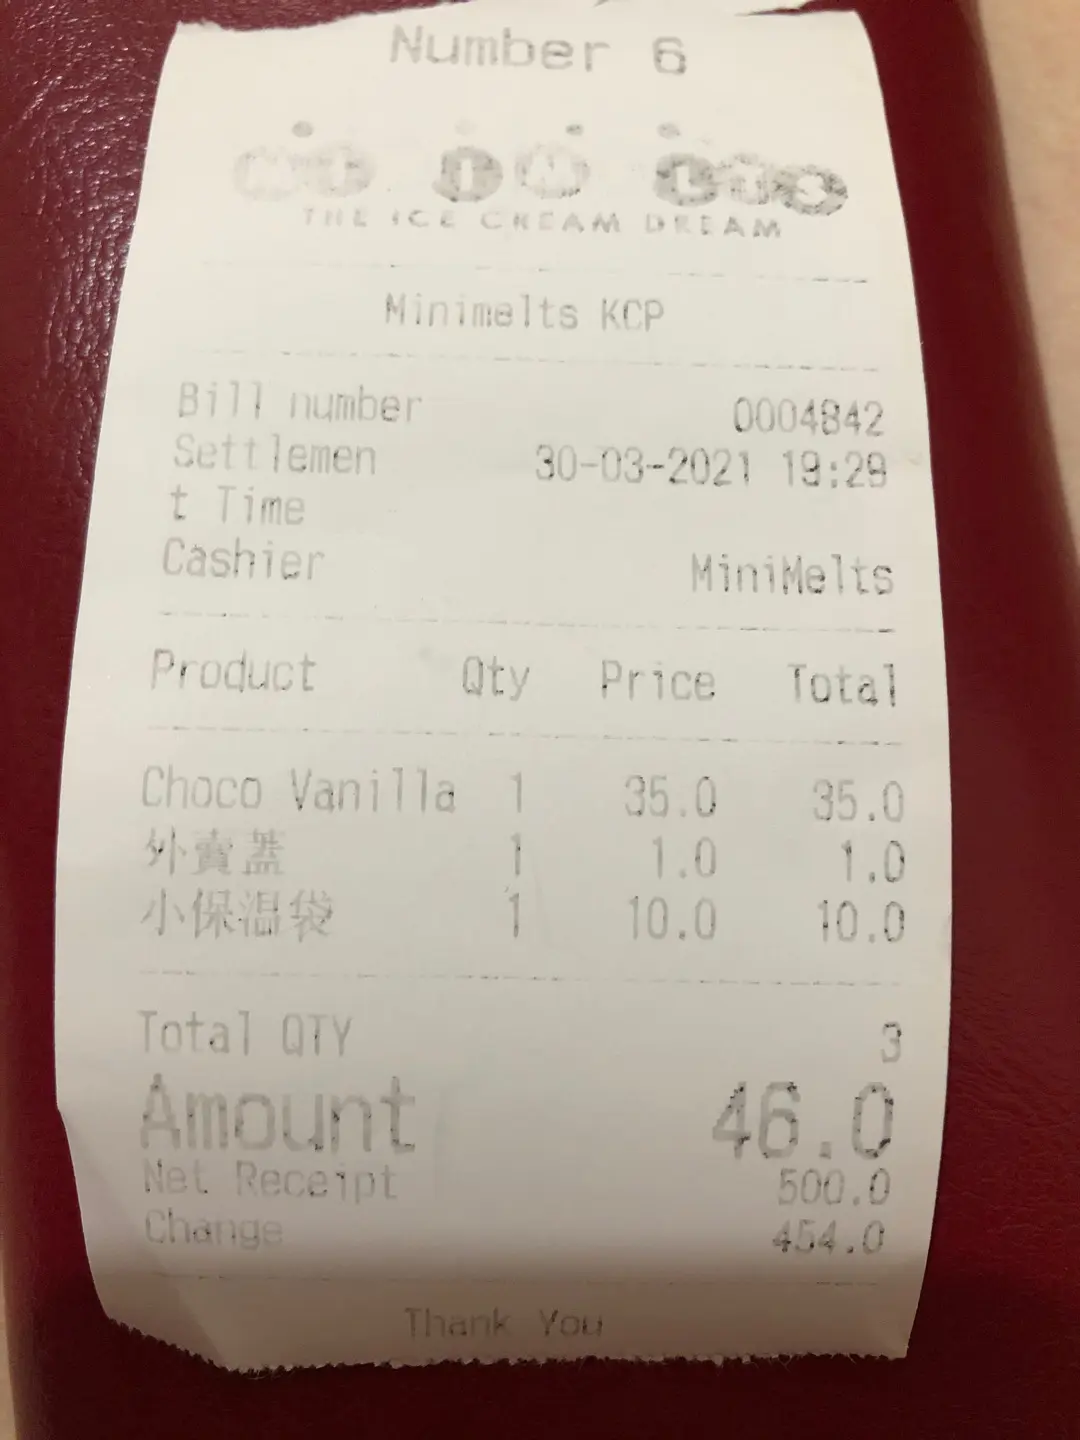 Number 6
THE ICE CREAM DREAM
Minimelts KCP
Bill number 0004842
Settlemen 30-03-2021 19:29
t Time
Cashier MiniMelts
Product Qty Price Total
Choco Vanilla 1 35.0 35.0
外賣蓋 1 1.0 1.0
小保溫袋 1 10.0 10.0
Total QTY 3
Amount 46.0
Net Receipt 500.0
Change 454.0
Thank You